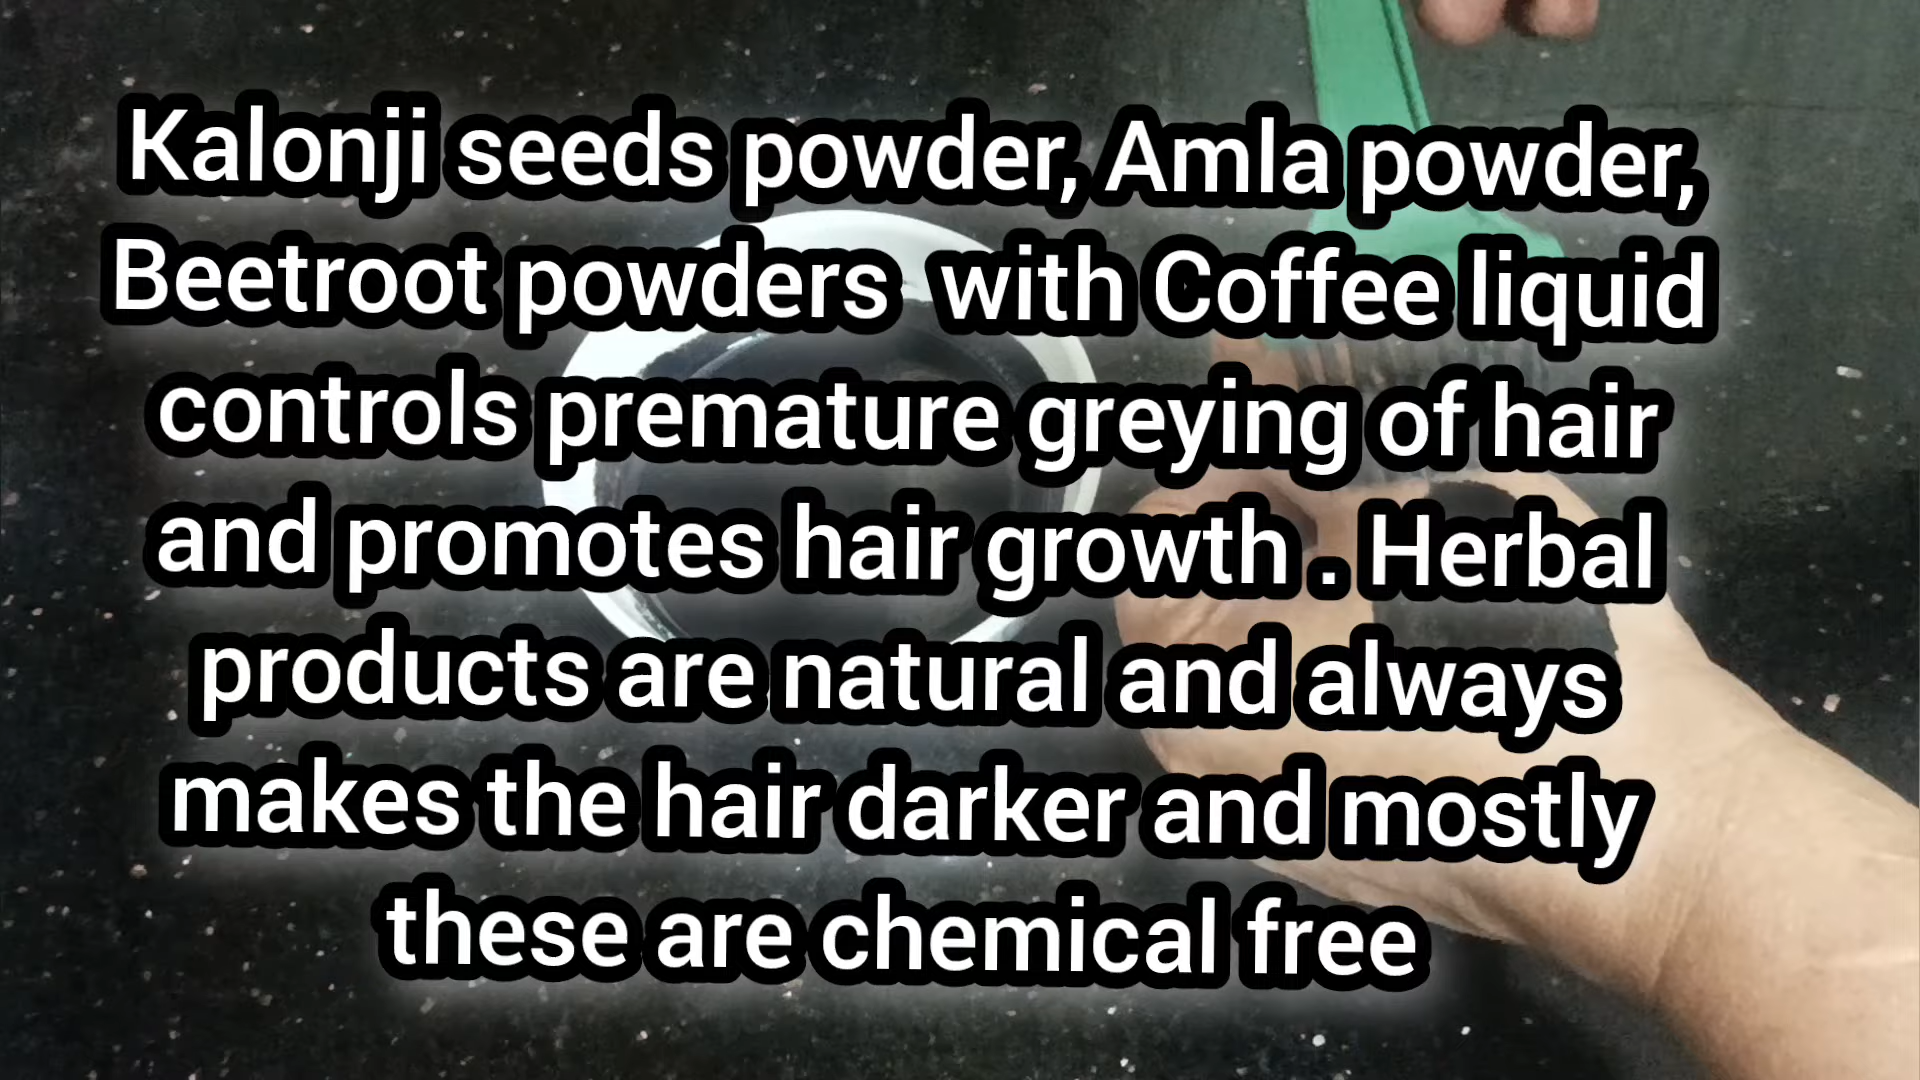 Kalonji seeds powder, Amla powder,
Beetroot powders with Coffee liquid
controls premature greying of hair
and promotes hair growth . Herbal
products are natural and always
makes the hair darker and mostly
these are chemical free